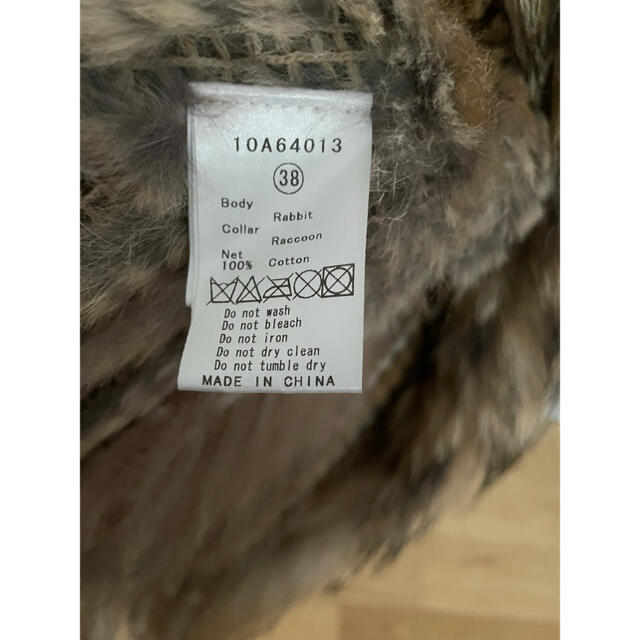 10A64013
38
Body Rabbit
Collar Raccoon
Net 100% Cotton
Do not wash
Do not bleach
Do not iron
Do not dry clean
Do not tumble dry
MADE IN CHINA